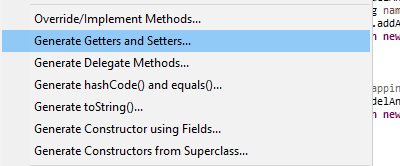 Override/Implement Methods...
Generate Getters and Setters...
Generate Delegate Methods...
Generate hashCode() and equals()...
Generate toString()...
Generate Constructor using Fields...
Generate Constructors from Superclass...